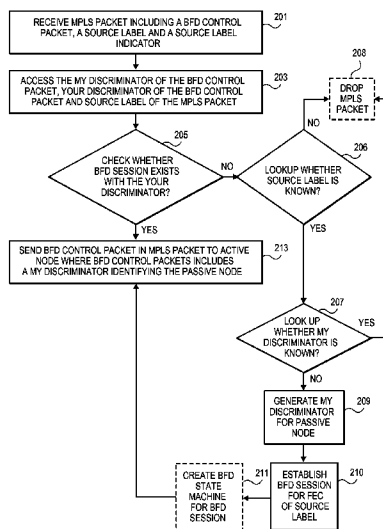 RECEIVE MPLS PACKET INCLUDING A BFD CONTROL
PACKET, A SOURCE LABEL AND A SOURCE LABEL
INDICATOR
201
ACCESS THE MY DISCRIMINATOR OF THE BFD CONTROL
PACKET, YOUR DISCRIMINATOR OF THE BFD CONTROL
PACKET AND SOURCE LABEL OF THE MPLS PACKET
203
208
DROP
MPLS
PACKET
205
CHECK WHETHER
BFD SESSION EXISTS
WITH THE YOUR
DISCRIMINATOR?
NO
NO
206
LOOKUP WHETHER
SOURCE LABEL IS
KNOWN?
YES
YES
213
SEND BFD CONTROL PACKET IN MPLS PACKET TO ACTIVE
NODE WHERE BFD CONTROL PACKETS INCLUDES
A MY DISCRIMINATOR IDENTIFYING THE PASSIVE NODE
207
LOOK UP
WHETHER MY
DISCRIMINATOR IS
KNOWN?
YES
NO
209
GENERATE MY
DISCRIMINATOR
FOR PASSIVE
NODE
211
CREATE BFD
STATE
MACHINE
FOR BFD
SESSION
210
ESTABLISH
BFD SESSION
FOR FEC
OF SOURCE
LABEL